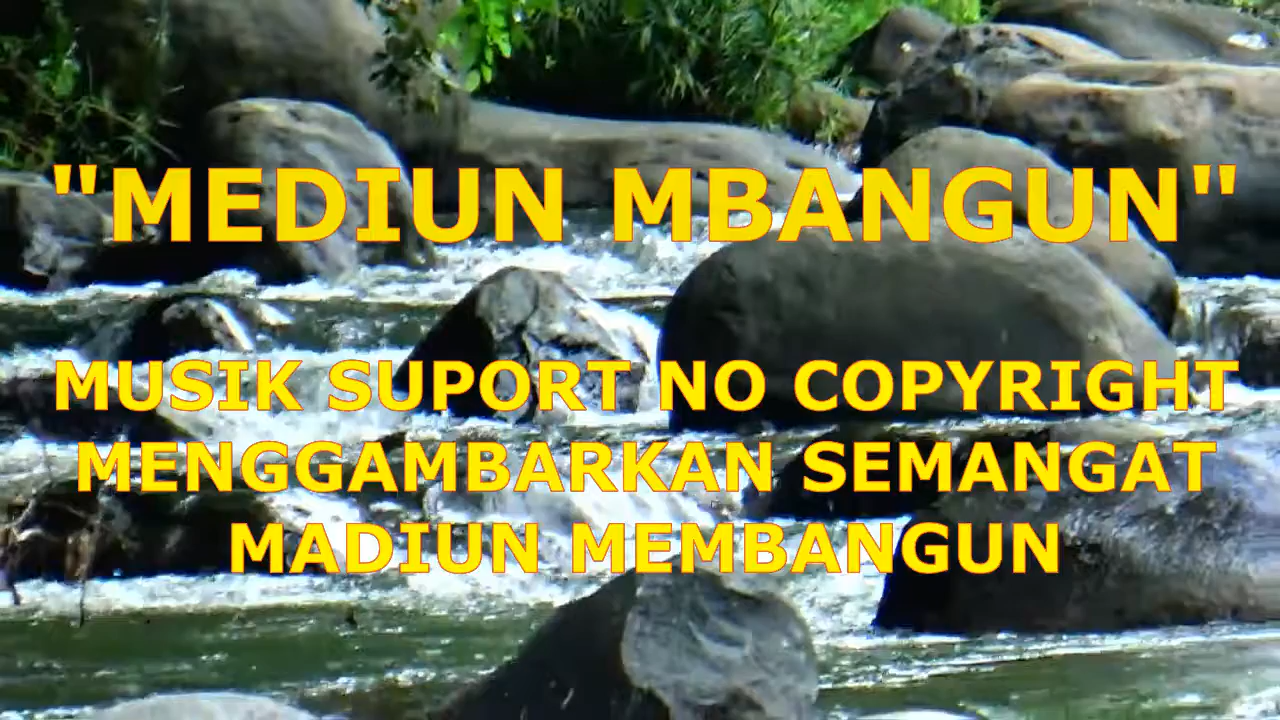 "MEDIUN MBANGUN"
MUSIK SUPORT NO COPYRIGHT
MENGGAMBARKAN SEMANGAT
MADIUN MEMBANGUN